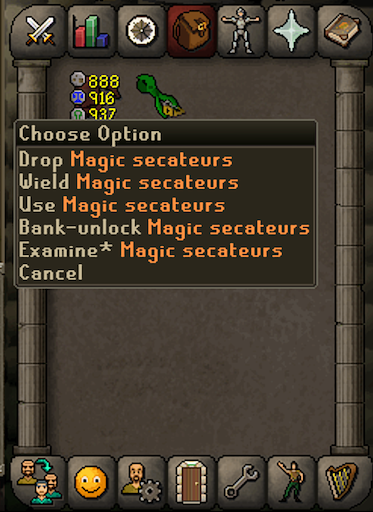 888
916
937
Choose Option
Drop Magic secateurs
Wield Magic secateurs
Use Magic secateurs
Bank-unlock Magic secateurs
Examine* Magic secateurs
Cancel